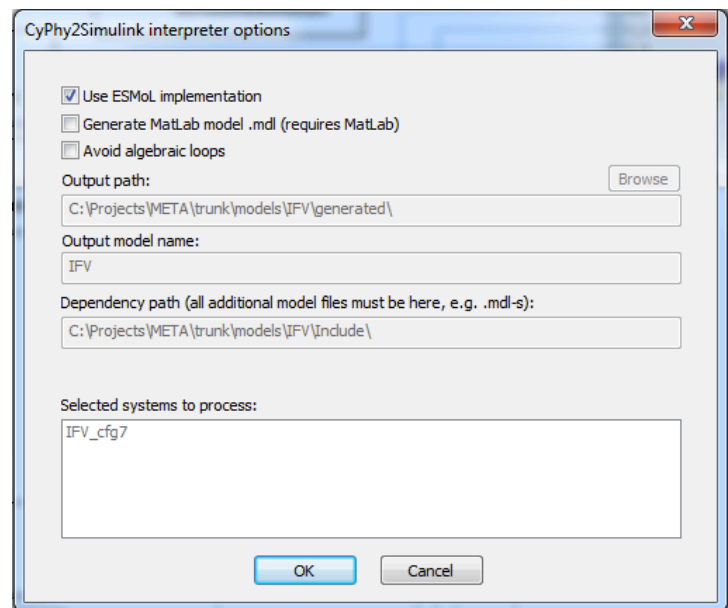 CyPhy2Simulink interpreter options
Use ESMoL implementation
Generate MatLab model .mdl (requires MatLab)
Avoid algebraic loops
Output path:
Browse
C:\Projects\META\trunk\models\IFV\generated\
Output model name:
IFV
Dependency path (all additional model files must be here, e.g. .mdl-s):
C:\Projects\META\trunk\models\IFV\Include\
Selected systems to process:
IFV_cfg7
OK
Cancel